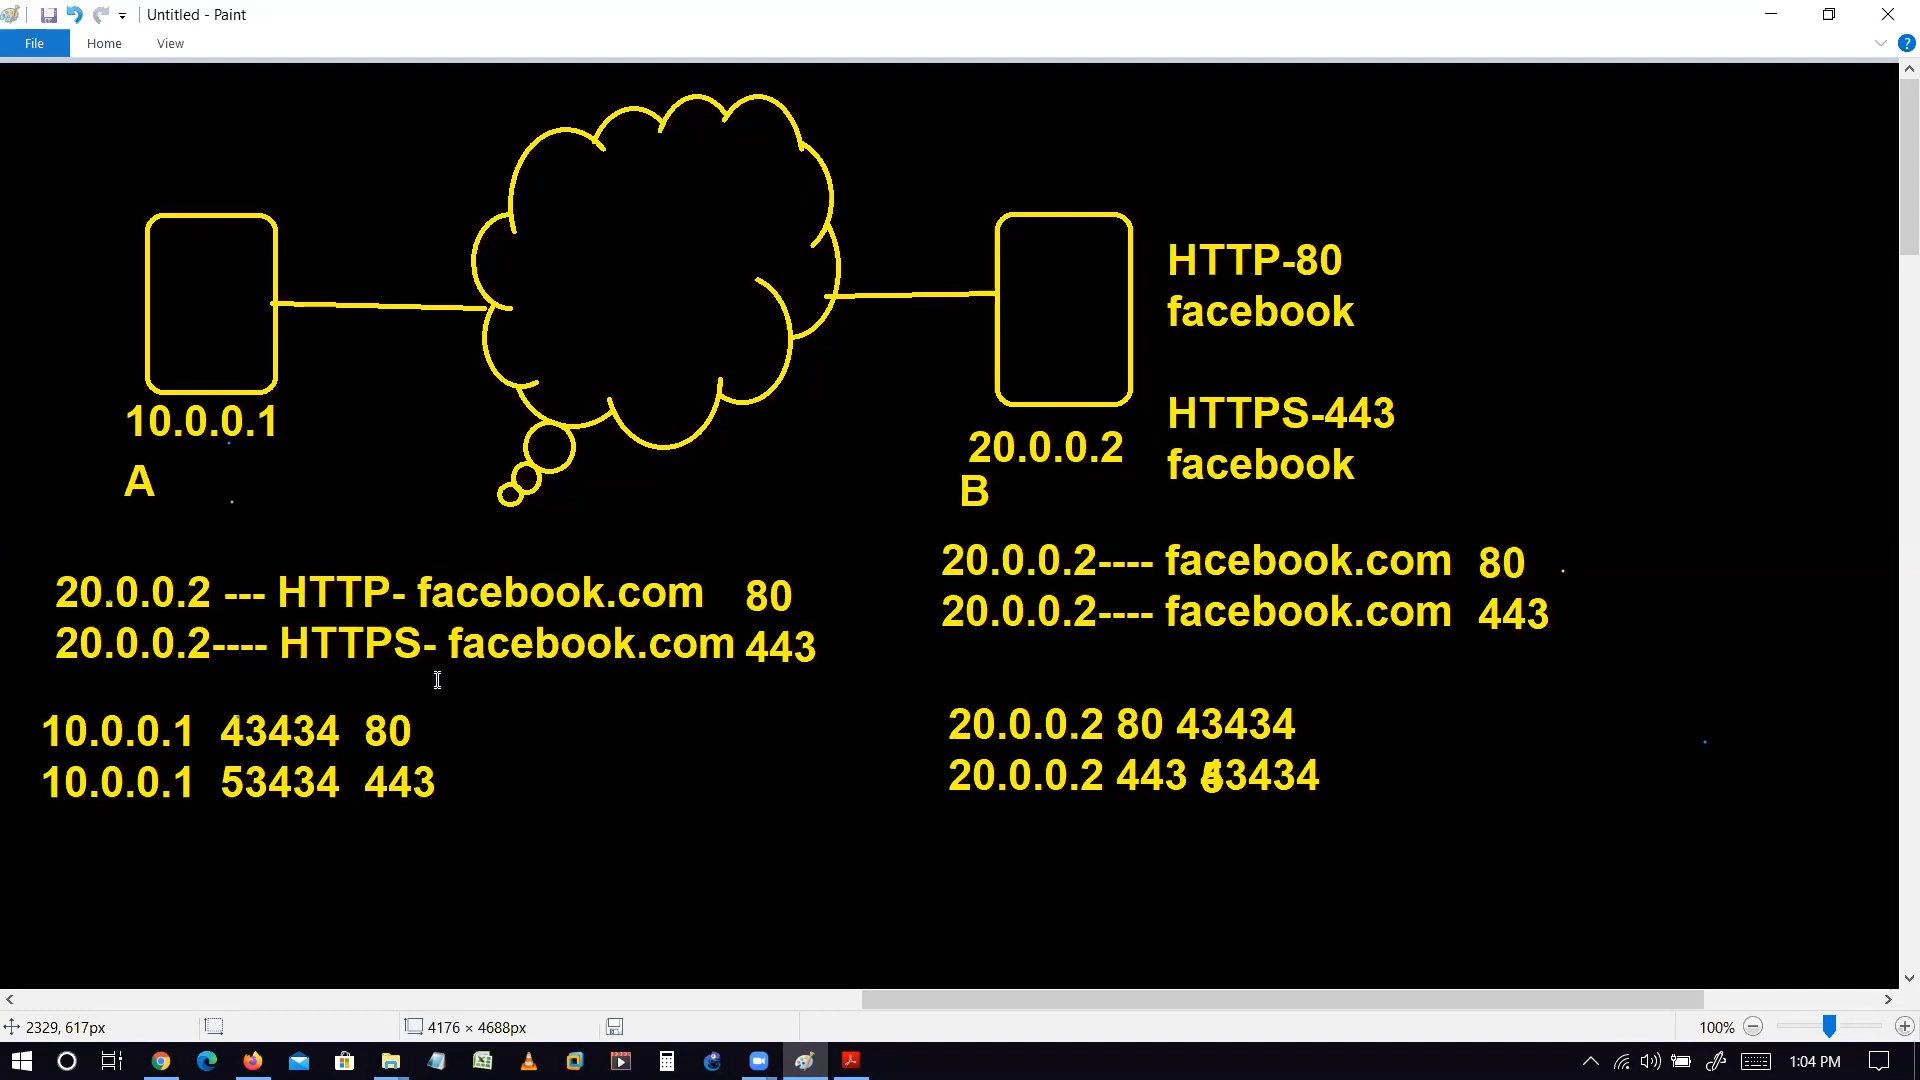 Untitled - Paint
File Home View
HTTP-80
facebook
HTTPS-443
facebook
10.0.0.1
A
20.0.0.2
B
20.0.0.2 --- HTTP- facebook.com 80
20.0.0.2---- HTTPS- facebook.com 443
20.0.0.2---- facebook.com 80
20.0.0.2---- facebook.com 443
10.0.0.1 43434 80
10.0.0.1 53434 443
20.0.0.2 80 43434
20.0.0.2 443 53434
2329, 617px
4176 × 4688px
100%
1:04 PM